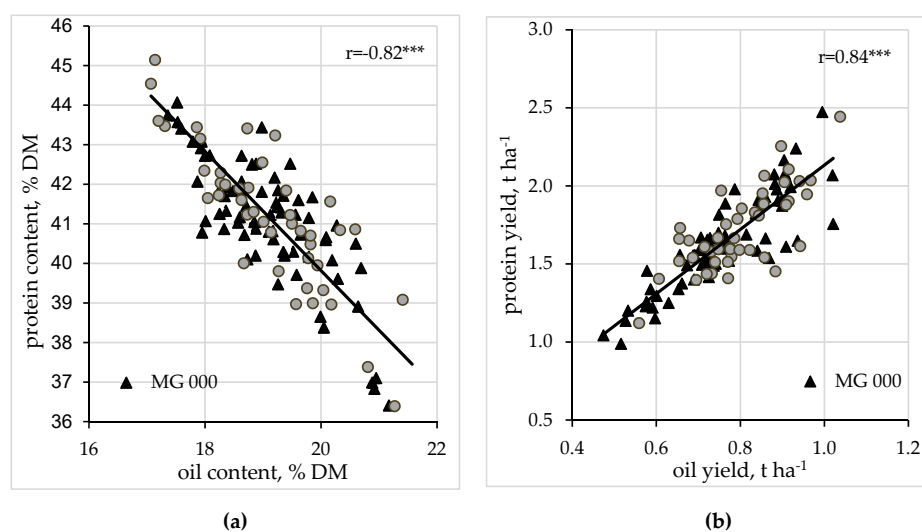 46
45
44
43
42
41
40
39
38
37
36
16
18
20
22
protein content, % DM
oil content, % DM
r=-0.82***
MG 000
(a)
3.0
2.5
2.0
1.5
1.0
0.5
0.4
0.6
0.8
1.0
1.2
protein yield, t ha-1
oil yield, t ha-1
r=0.84***
MG 000
(b)